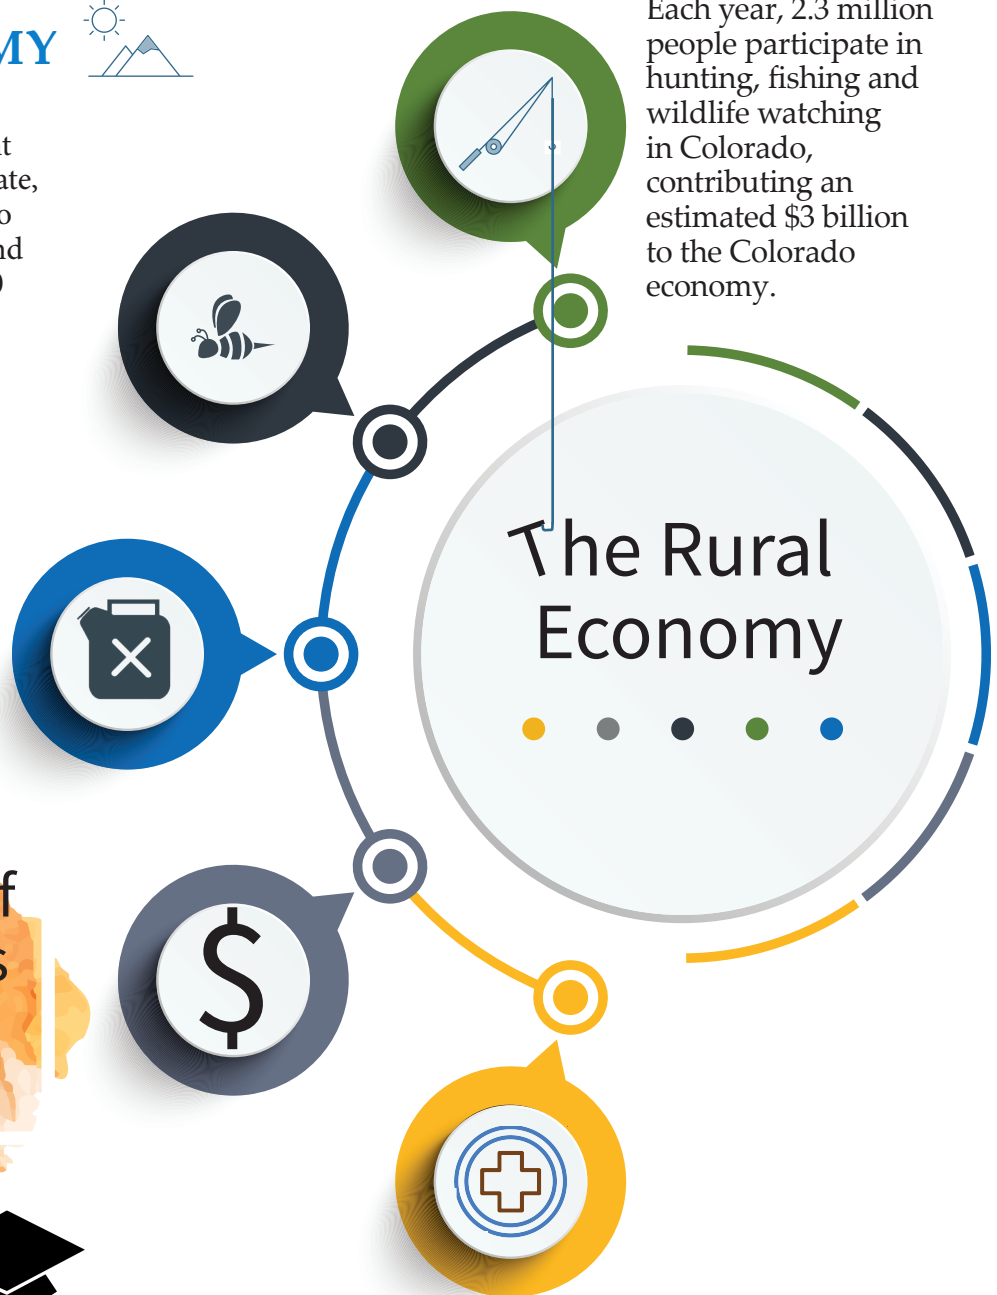 MY
Each year, 2.3 million
people participate in
hunting, fishing and
wildlife watching
in Colorado,
contributing an
estimated $3 billion
to the Colorado
economy.
The Rural
Economy
$